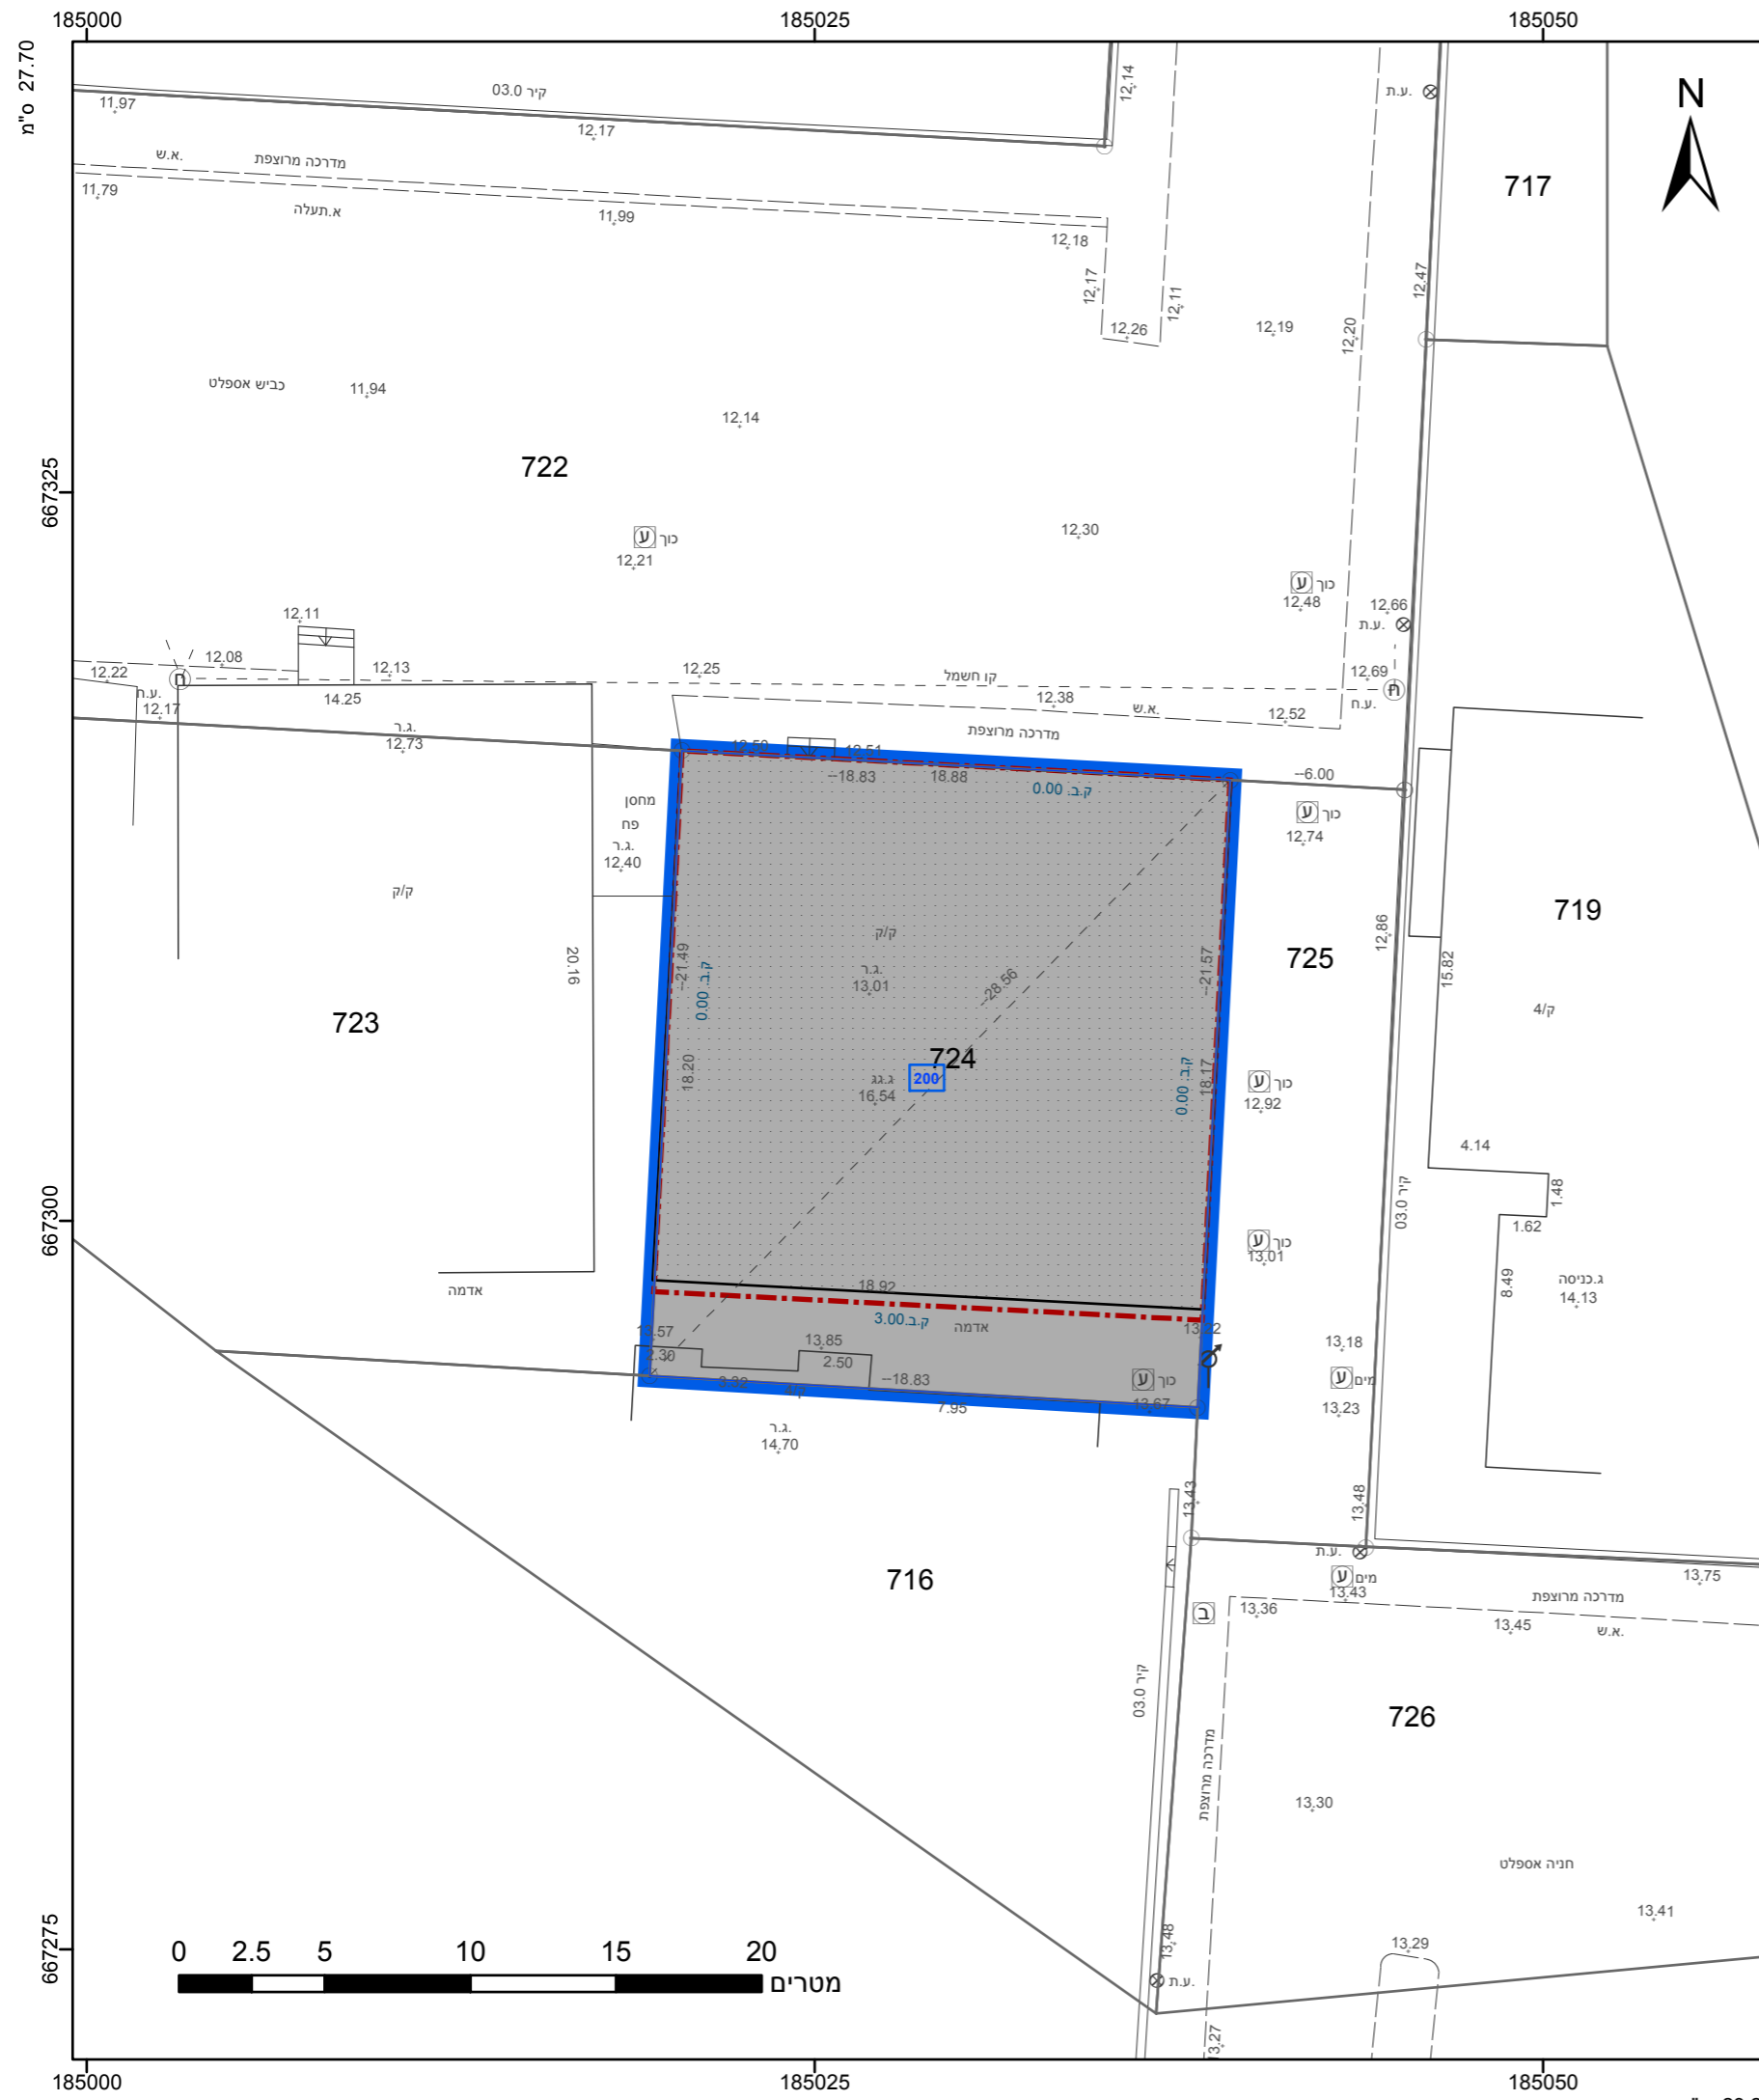 185000 185025 185050
27.70 ס"מ
קיר 03.0
12.14
ע.ת.
11.97
12.17
N
א.ש.
מדרכה מרוצפת
717
11.79
א.תעלה
11.99
12.18
12.17
12.11
12.47
12.26
12.19
12.20
כביש אספלט
11.94
12.14
722
667325
12.30
ע כוך
12.21
ע כוך
12.48
12.66
ע.ת.
12.11
12.08
12.22
ח
12.13
12.25
קו חשמל
12.69
ח
ע.ח.
ע.ח.
12.17
14.25
12.38
א.ש.
12.52
ג.ר.
12.73
מדרכה מרוצפת
12.51
--18.83
18.88
ק.ב. 0.00
--6.00
מחסן
פח
ג.ר.
12.40
ע כוך
12.74
ק/ק
ק/ק
719
12.86
725
20.16
--21.49
ק.ב. 0.00
ג.ר.
13.01
--28.56
--21.57
15.82
ק/4
723
724
200
18.20
ג.גג
16.54
ק.ב. 0.00
18.17
ע כוך
12.92
4.14
1.48
1.62
קיר 03.0
667300
ע כוך
13.01
8.49
ג.כניסה
14.13
אדמה
18.92
ק.ב.3.00
אדמה
13.85
2.30
2.50
13.18
--18.83
ע כוך
13.67
ע מים
13.23
7.95
ג.ר.
14.70
13.43
13.48
ע.ת.
716
ע מים
13.43
13.75
מדרכה מרוצפת
ב
13.36
13.45
א.ש.
קיר 03.0
726
מדרכה מרוצפת
13.30
חניה אספלט
13.41
13.48
13.29
667275
0 2.5 5 10 15 20
מטרים
ע.ת.
13.27
185000 185025 185050